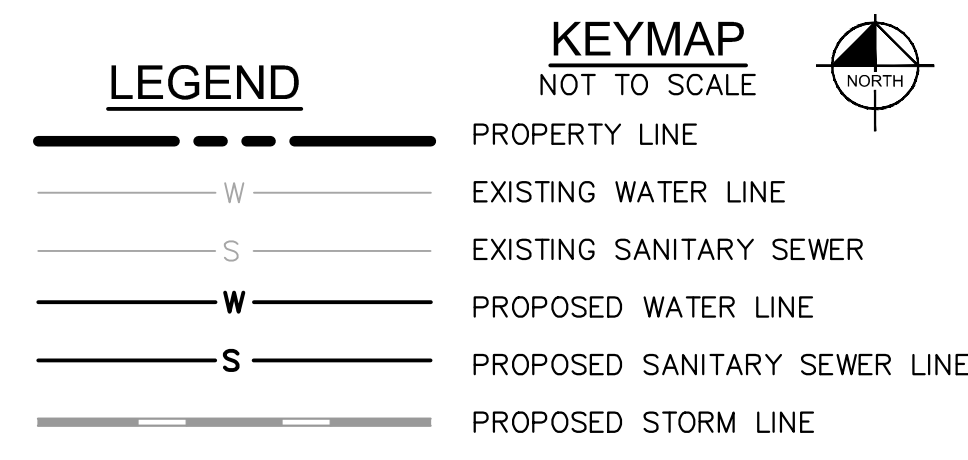 KEYMAP
NOT TO SCALE
NORTH
LEGEND
PROPERTY LINE
W EXISTING WATER LINE
S EXISTING SANITARY SEWER
W PROPOSED WATER LINE
S PROPOSED SANITARY SEWER LINE
PROPOSED STORM LINE